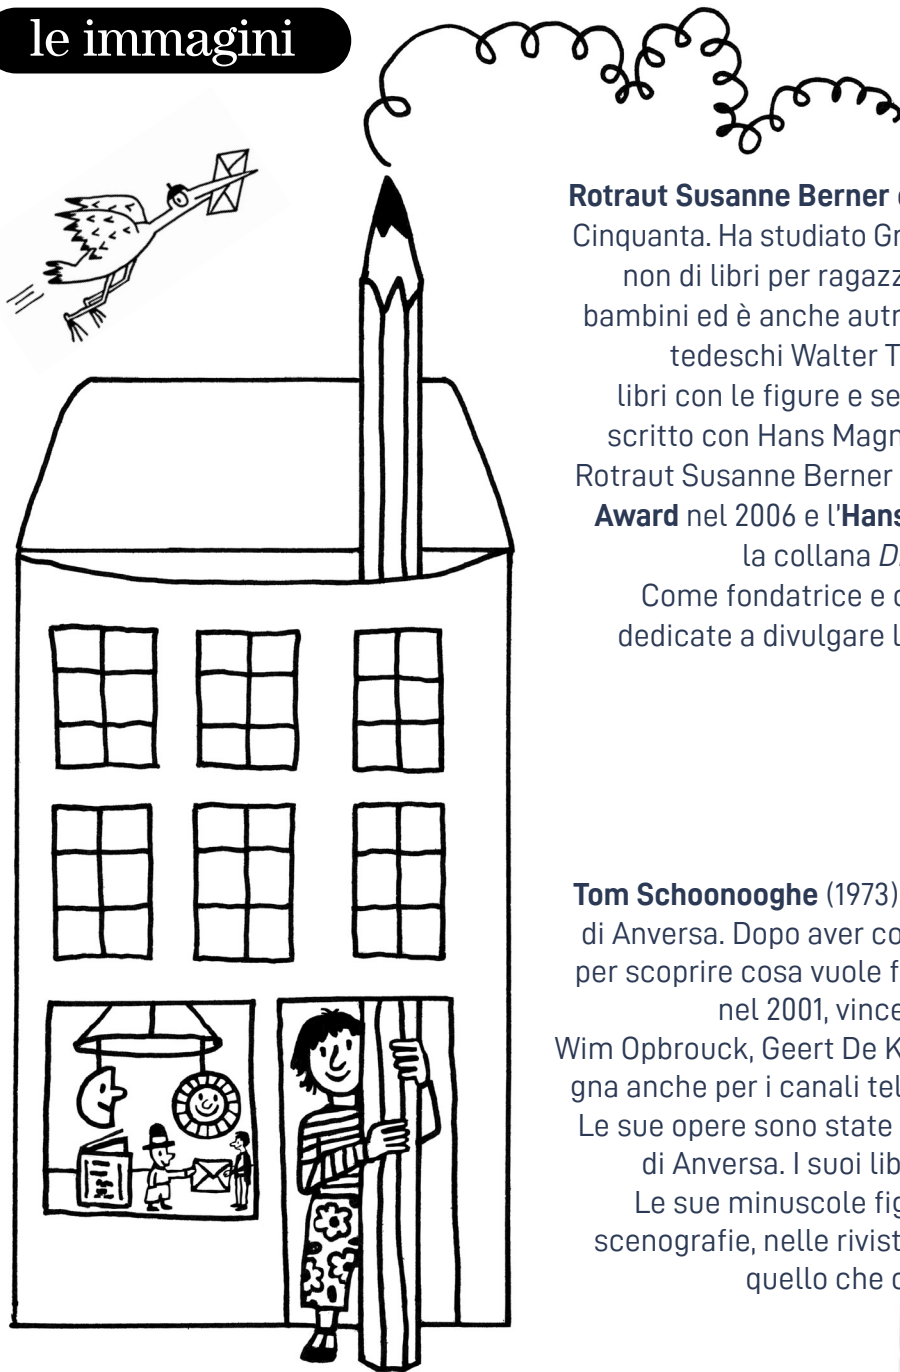 le immagini
Rotraut Susanne Berner
Cinquanta. Ha studiato Gr
non di libri per ragazz
bambini ed è anche autr
tedeschi Walter T
libri con le figure e se
scritto con Hans Magn
Rotraut Susanne Berner
Award nel 2006 e l'Hans
la collana D
Come fondatrice e
dedicate a divulgare l
Tom Schoonooghe (1973)
di Anversa. Dopo aver co
per scoprire cosa vuole f
nel 2001, vince
Wim Opbrouck, Geert De K
gna anche per i canali tel
Le sue opere sono state
di Anversa. I suoi lib
Le sue minuscole fig
scenografie, nelle rivist
quello che